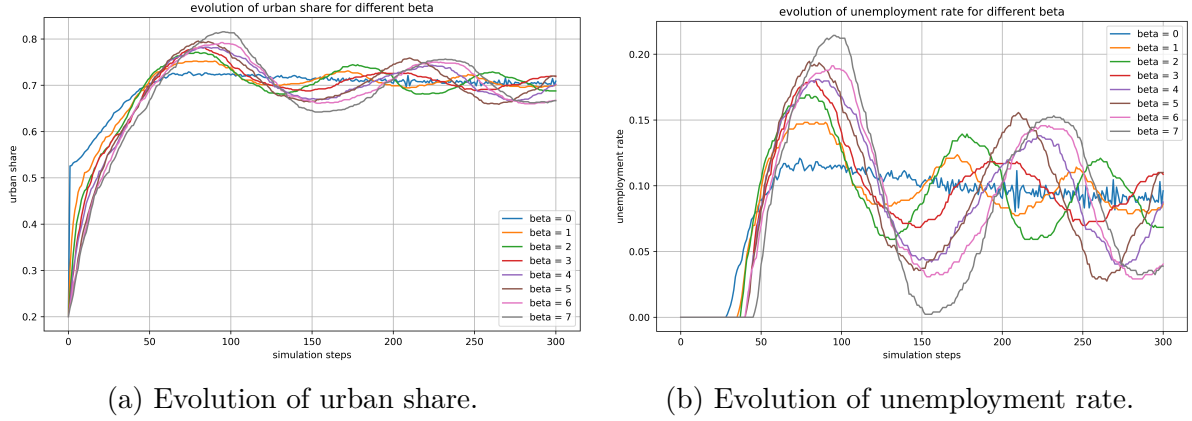 evolution of urban share for different beta
urban share
0.8
0.7
0.6
0.5
0.4
0.3
0.2
beta = 0
beta = 1
beta = 2
beta = 3
beta = 4
beta = 5
beta = 6
beta = 7
0 50 100 150 200 250 300
simulation steps
(a) Evolution of urban share.
evolution of unemployment rate for different beta
unemployment rate
0.20
0.15
0.10
0.05
0.00
beta = 0
beta = 1
beta = 2
beta = 3
beta = 4
beta = 5
beta = 6
beta = 7
0 50 100 150 200 250 300
simulation steps
(b) Evolution of unemployment rate.